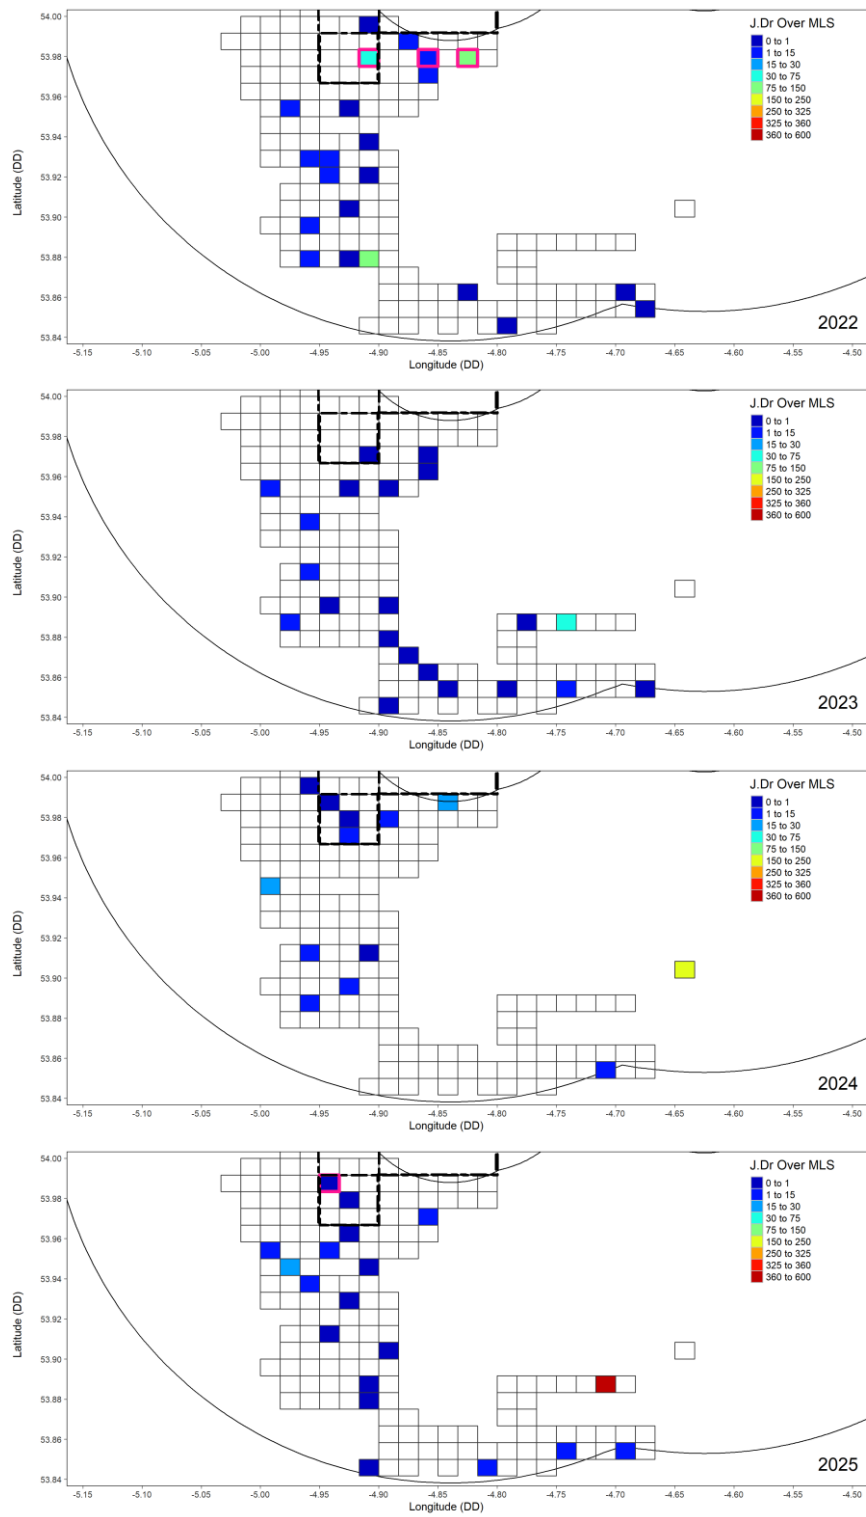 J.Dr Over MLS
0 to 1
1 to 15
15 to 30
30 to 75
75 to 150
150 to 250
250 to 325
325 to 360
360 to 600
Latitude (DD)
54.00
53.98
53.96
53.94
53.92
53.90
53.88
53.86
53.84
2022
-5.15 -5.10 -5.05 -5.00 -4.95 -4.90 -4.85 -4.80 -4.75 -4.70 -4.65 -4.60 -4.55 -4.50
Longitude (DD)
J.Dr Over MLS
0 to 1
1 to 15
15 to 30
30 to 75
75 to 150
150 to 250
250 to 325
325 to 360
360 to 600
Latitude (DD)
54.00
53.98
53.96
53.94
53.92
53.90
53.88
53.86
53.84
2023
-5.15 -5.10 -5.05 -5.00 -4.95 -4.90 -4.85 -4.80 -4.75 -4.70 -4.65 -4.60 -4.55 -4.50
Longitude (DD)
J.Dr Over MLS
0 to 1
1 to 15
15 to 30
30 to 75
75 to 150
150 to 250
250 to 325
325 to 360
360 to 600
Latitude (DD)
54.00
53.98
53.96
53.94
53.92
53.90
53.88
53.86
53.84
2024
-5.15 -5.10 -5.05 -5.00 -4.95 -4.90 -4.85 -4.80 -4.75 -4.70 -4.65 -4.60 -4.55 -4.50
Longitude (DD)
J.Dr Over MLS
0 to 1
1 to 15
15 to 30
30 to 75
75 to 150
150 to 250
250 to 325
325 to 360
360 to 600
Latitude (DD)
54.00
53.98
53.96
53.94
53.92
53.90
53.88
53.86
53.84
2025
-5.15 -5.10 -5.05 -5.00 -4.95 -4.90 -4.85 -4.80 -4.75 -4.70 -4.65 -4.60 -4.55 -4.50
Longitude (DD)